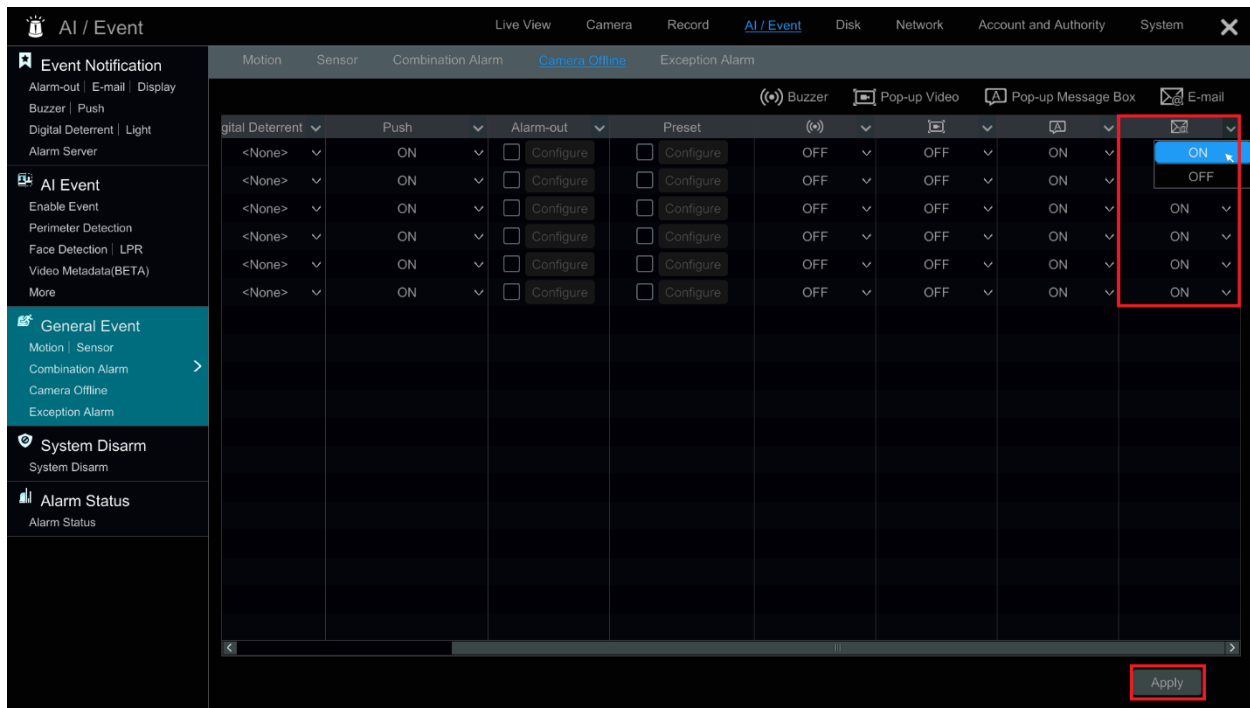 AI / Event
Live View Camera Record AI / Event Disk Network Account and Authority System
Event Notification
Alarm-out | E-mail | Display
Buzzer | Push
Digital Deterrent | Light
Alarm Server
AI Event
Enable Event
Perimeter Detection
Face Detection | LPR
Video Metadata(BETA)
More
General Event
Motion | Sensor
Combination Alarm
Camera Offline
Exception Alarm
System Disarm
System Disarm
Alarm Status
Alarm Status
Motion Sensor Combination Alarm Camera Offline Exception Alarm
Buzzer Pop-up Video Pop-up Message Box E-mail
gital Deterrent Push Alarm-out Preset
<None> ON Configure Configure OFF OFF ON ON
<None> ON Configure Configure OFF OFF ON OFF
<None> ON Configure Configure OFF OFF ON ON
<None> ON Configure Configure OFF OFF ON ON
<None> ON Configure Configure OFF OFF ON ON
<None> ON Configure Configure OFF OFF ON ON
Apply